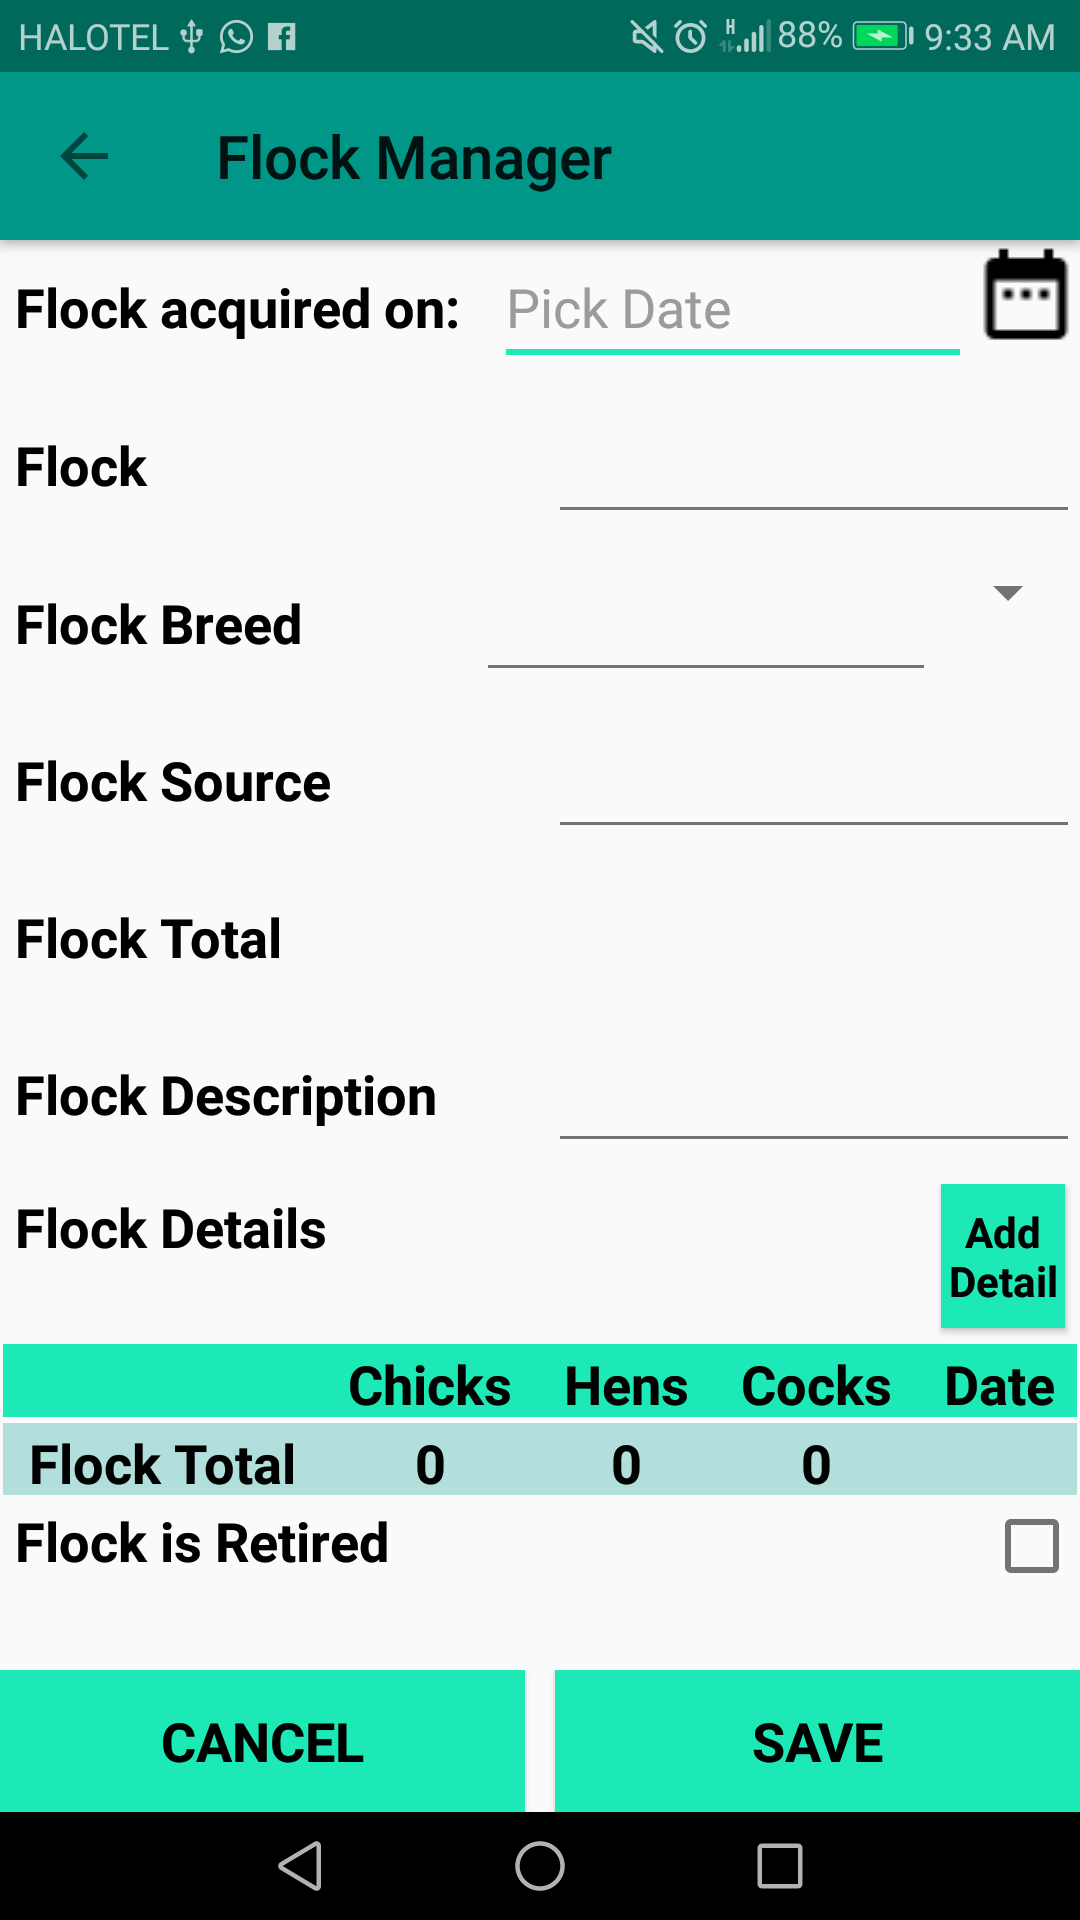 HALOTEL H 88% 9:33 AM
Flock Manager
Flock acquired on: Pick Date
Flock
Flock Breed
Flock Source
Flock Total
Flock Description
Flock Details
Add
Detail
Chicks Hens Cocks Date
Flock Total 0 0 0
Flock is Retired
CANCEL SAVE